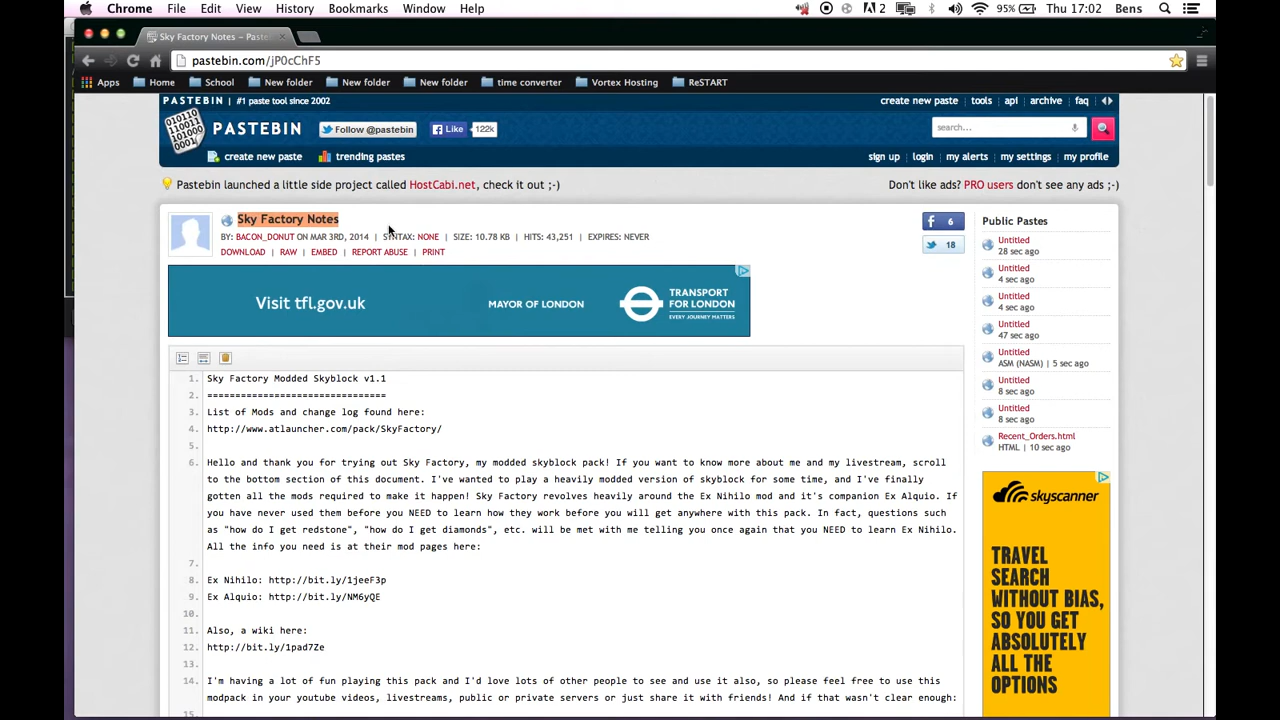 Chrome File Edit View History Bookmarks Window Help 2 95% Thu 17:02 Bens
Sky Factory Notes – Paste
pastebin.com/jP0cChF5
Apps Home School New folder New folder New folder time converter Vortex Hosting ReSTART
PASTEBIN | #1 paste tool since 2002 create new paste tools api archive faq
PASTEBIN Follow @pastebin Like 122k search...
create new paste trending pastes sign up login my alerts my settings my profile
Pastebin launched a little side project called HostCabi.net, check it out ;-) Don't like ads? PRO users don't see any ads ;-)
Sky Factory Notes
BY: BACON_DONUT ON MAR 3RD, 2014 | SYNTAX: NONE | SIZE: 10.78 KB | HITS: 43,251 | EXPIRES: NEVER
DOWNLOAD | RAW | EMBED | REPORT ABUSE | PRINT
6
18
Visit tfl.gov.uk MAYOR OF LONDON TRANSPORT FOR LONDON
EVERY JOURNEY MATTERS
1. Sky Factory Modded Skyblock v1.1
2. ================================
3. List of Mods and change log found here:
4. http://www.atlauncher.com/pack/SkyFactory/
5.
6. Hello and thank you for trying out Sky Factory, my modded skyblock pack! If you want to know more about me and my livestream, scroll
to the bottom section of this document. I've wanted to play a heavily modded version of skyblock for some time, and I've finally
gotten all the mods required to make it happen! Sky Factory revolves heavily around the Ex Nihilo mod and it's companion Ex Alquio. If
you have never used them before you NEED to learn how they work before you will get anywhere with this pack. In fact, questions such
as "how do I get redstone", "how do I get diamonds", etc. will be met with me telling you once again that you NEED to learn Ex Nihilo.
All the info you need is at their mod pages here:
7.
8. Ex Nihilo: http://bit.ly/1jeeF3p
9. Ex Alquio: http://bit.ly/NM6yQE
10.
11. Also, a wiki here:
12. http://bit.ly/1pad7Ze
13.
14. I'm having a lot of fun playing this pack and I'd love lots of other people to see and use it also, so please feel free to use this
modpack in your youtube videos, livestreams, public or private servers or just share it with friends! And if that wasn't clear enough:
15.
Public Pastes
Untitled
28 sec ago
Untitled
4 sec ago
Untitled
4 sec ago
Untitled
47 sec ago
Untitled
ASM (NASM) | 5 sec ago
Untitled
8 sec ago
Untitled
8 sec ago
Recent_Orders.html
HTML | 10 sec ago
skyscanner
TRAVEL
SEARCH
WITHOUT BIAS,
SO YOU GET
ABSOLUTELY
ALL THE
OPTIONS